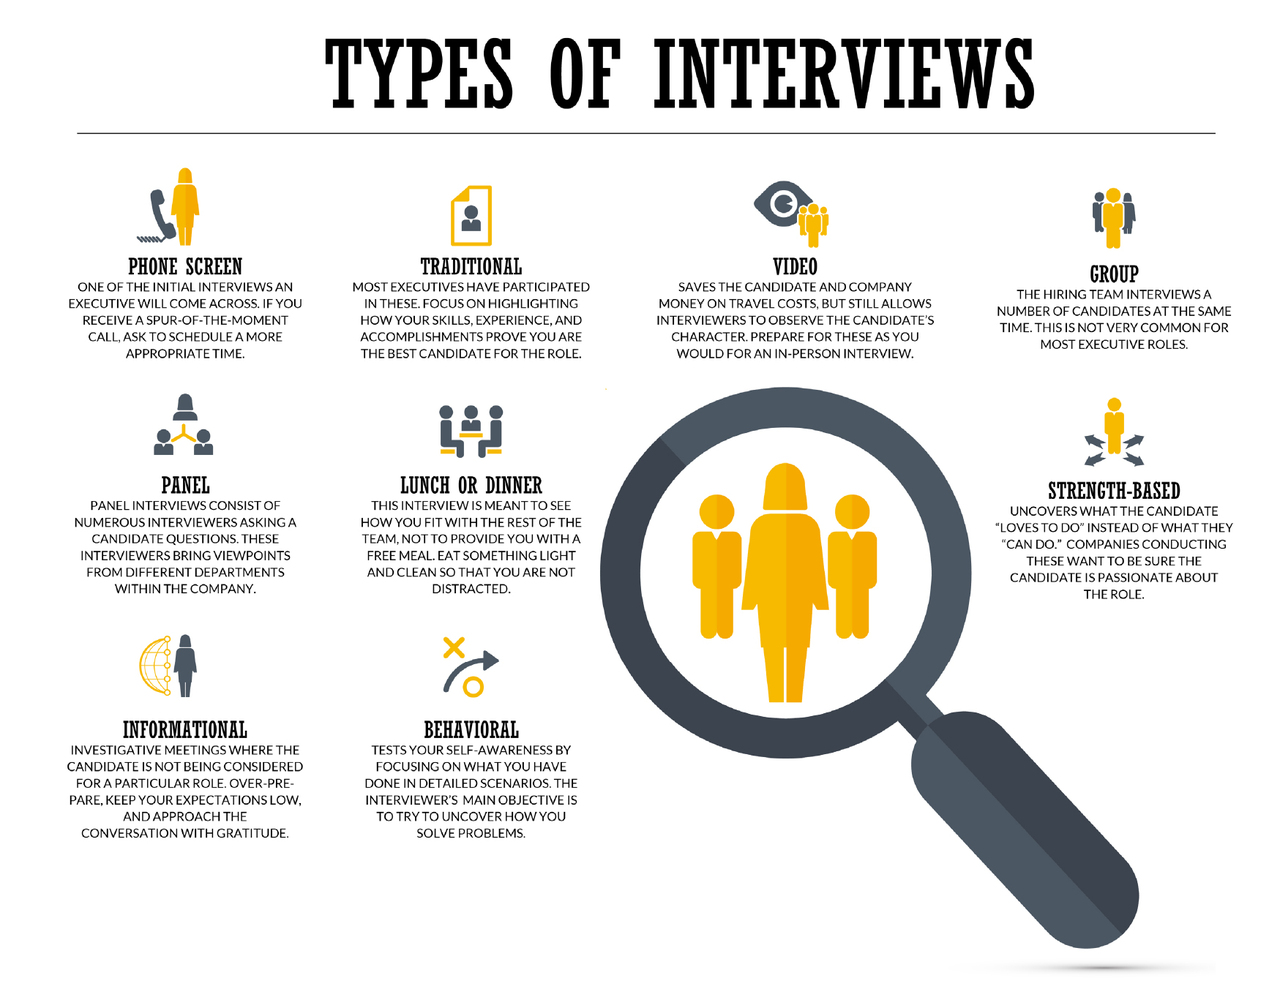 TYPES OF INTERVIEWS
PHONE SCREEN
ONE OF THE INITIAL INTERVIEWS AN
EXECUTIVE WILL COME ACROSS. IF YOU
RECEIVE A SPUR-OF-THE-MOMENT
CALL, ASK TO SCHEDULE A MORE
APPROPRIATE TIME.
TRADITIONAL
MOST EXECUTIVES HAVE PARTICIPATED
IN THESE. FOCUS ON HIGHLIGHTING
HOW YOUR SKILLS, EXPERIENCE, AND
ACCOMPLISHMENTS PROVE YOU ARE
THE BEST CANDIDATE FOR THE ROLE.
VIDEO
SAVES THE CANDIDATE AND COMPANY
MONEY ON TRAVEL COSTS, BUT STILL ALLOWS
INTERVIEWERS TO OBSERVE THE CANDIDATE'S
CHARACTER. PREPARE FOR THESE AS YOU
WOULD FOR AN IN-PERSON INTERVIEW.
GROUP
THE HIRING TEAM INTERVIEWS A
NUMBER OF CANDIDATES AT THE SAME
TIME. THIS IS NOT VERY COMMON FOR
MOST EXECUTIVE ROLES.
PANEL
PANEL INTERVIEWS CONSIST OF
NUMEROUS INTERVIEWERS ASKING A
CANDIDATE QUESTIONS. THESE
INTERVIEWERS BRING VIEWPOINTS
FROM DIFFERENT DEPARTMENTS
WITHIN THE COMPANY.
LUNCH OR DINNER
THIS INTERVIEW IS MEANT TO SEE
HOW YOU FIT WITH THE REST OF THE
TEAM, NOT TO PROVIDE YOU WITH A
FREE MEAL. EAT SOMETHING LIGHT
AND CLEAN SO THAT YOU ARE NOT
DISTRACTED.
STRENGTH-BASED
UNCOVERS WHAT THE CANDIDATE
“LOVES TO DO” INSTEAD OF WHAT THEY
“CAN DO.” COMPANIES CONDUCTING
THESE WANT TO BE SURE THE
CANDIDATE IS PASSIONATE ABOUT
THE ROLE.
INFORMATIONAL
INVESTIGATIVE MEETINGS WHERE THE
CANDIDATE IS NOT BEING CONSIDERED
FOR A PARTICULAR ROLE. OVER-PRE-
PARE, KEEP YOUR EXPECTATIONS LOW,
AND APPROACH THE
CONVERSATION WITH GRATITUDE.
BEHAVIORAL
TESTS YOUR SELF-AWARENESS BY
FOCUSING ON WHAT YOU HAVE
DONE IN DETAILED SCENARIOS. THE
INTERVIEWER'S MAIN OBJECTIVE IS
TO TRY TO UNCOVER HOW YOU
SOLVE PROBLEMS.